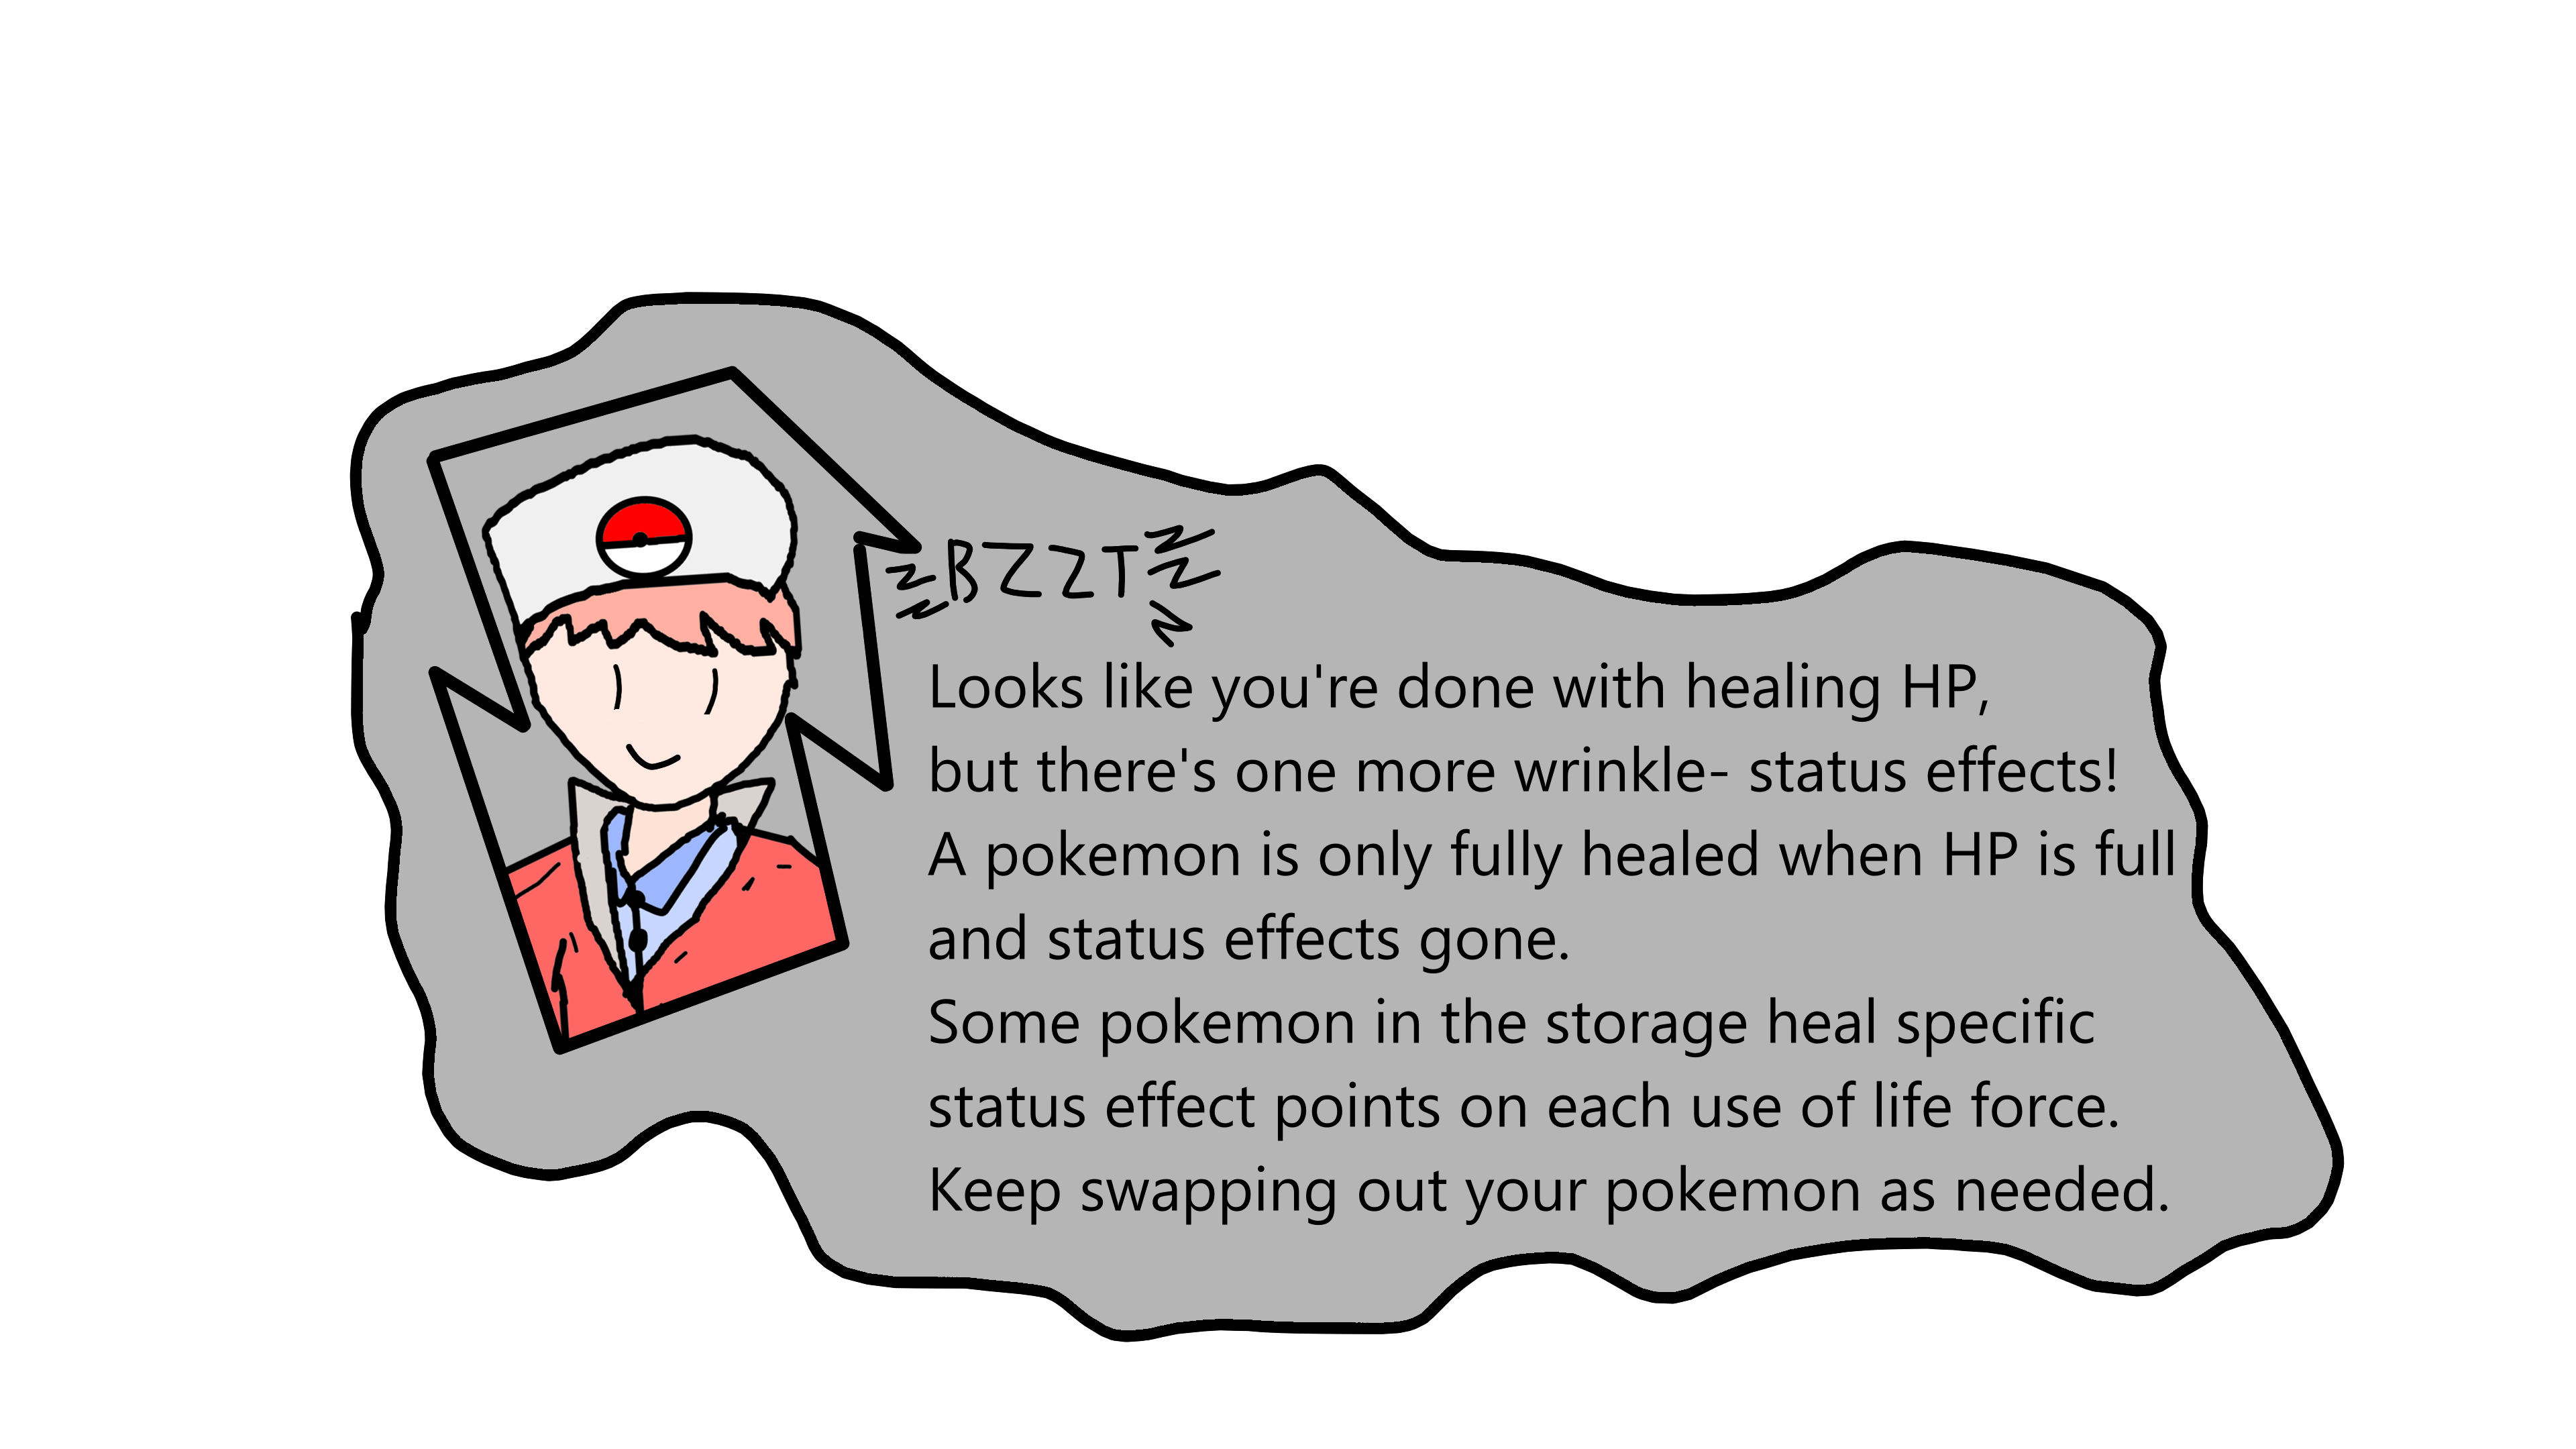 BZZT
Looks like you're done with healing HP,
but there's one more wrinkle- status effects!
A pokemon is only fully healed when HP is full
and status effects gone.
Some pokemon in the storage heal specific
status effect points on each use of life force.
Keep swapping out your pokemon as needed.